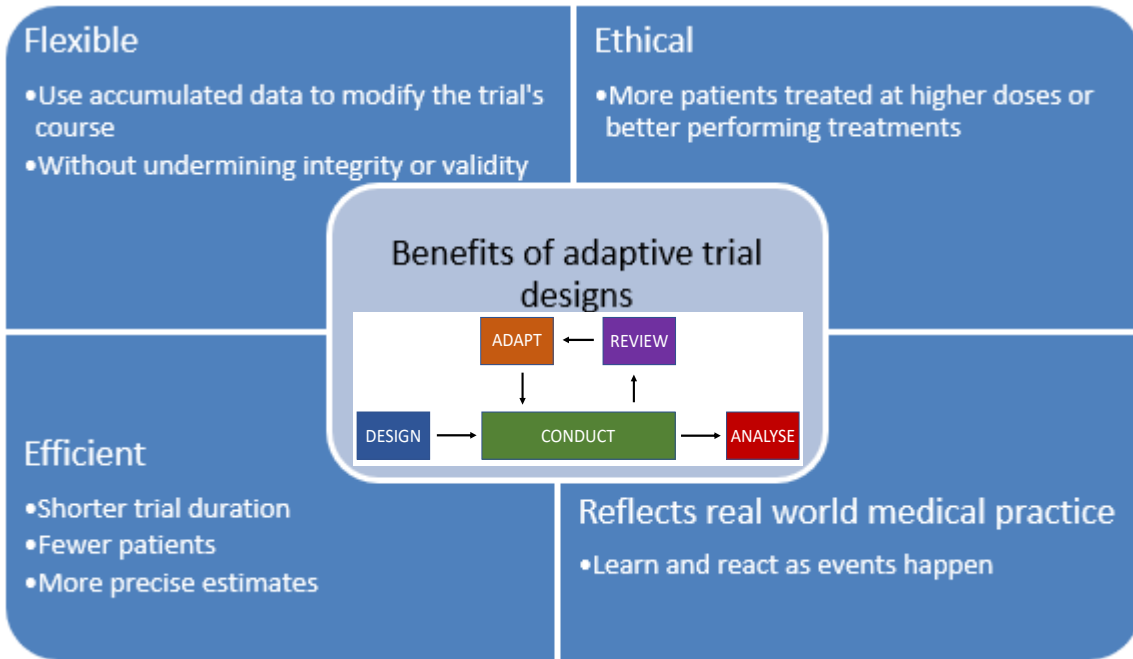 Flexible
•Use accumulated data to modify the trial's
course
•Without undermining integrity or validity
Ethical
•More patients treated at higher doses or
better performing treatments
Benefits of adaptive trial
designs
ADAPT
REVIEW
DESIGN
CONDUCT
ANALYSE
Efficient
•Shorter trial duration
•Fewer patients
•More precise estimates
Reflects real world medical practice
•Learn and react as events happen